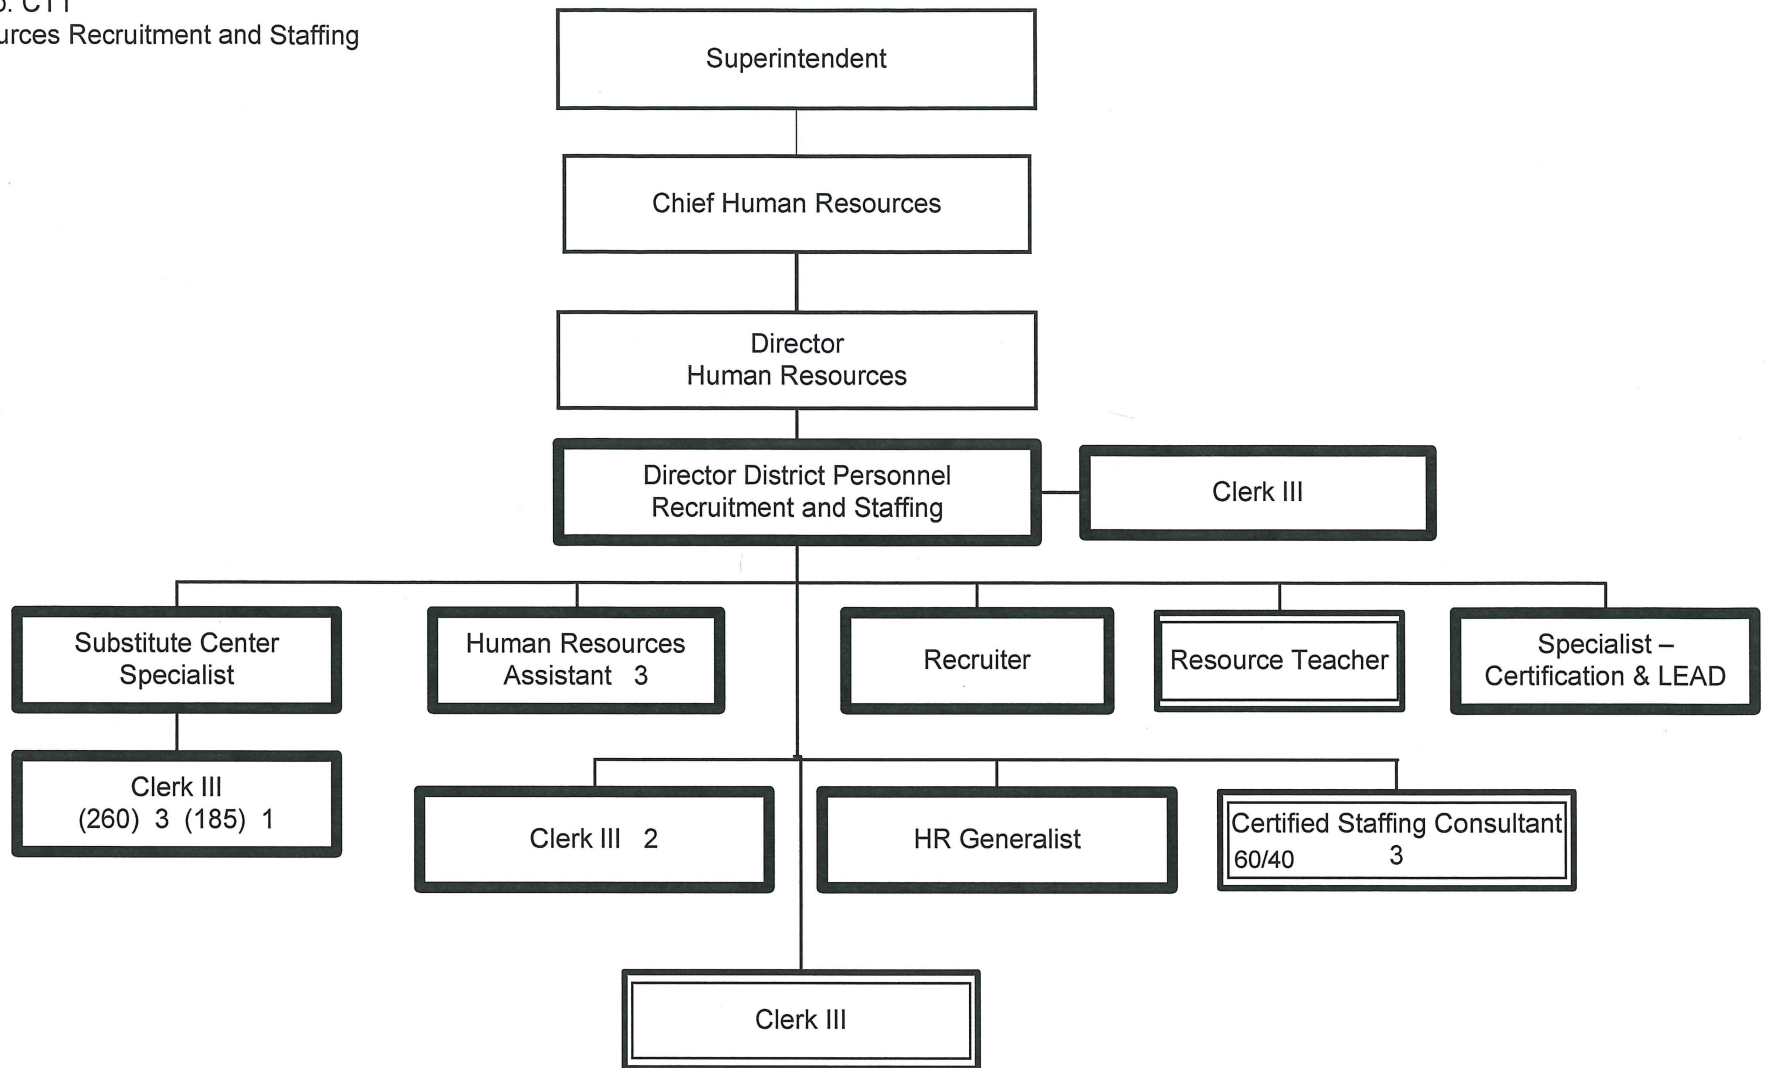 Recruitment and Staffing
Superintendent
Chief Human Resources
Director
Human Resources
Director District Personnel
Recruitment and Staffing
Clerk III
Substitute Center
Specialist
Human Resources
Assistant 3
Recruiter
Resource Teacher
Specialist –
Certification & LEAD
Clerk III
(260) 3 (185) 1
Clerk III 2
HR Generalist
Certified Staffing Consultant
60/40 3
Clerk III